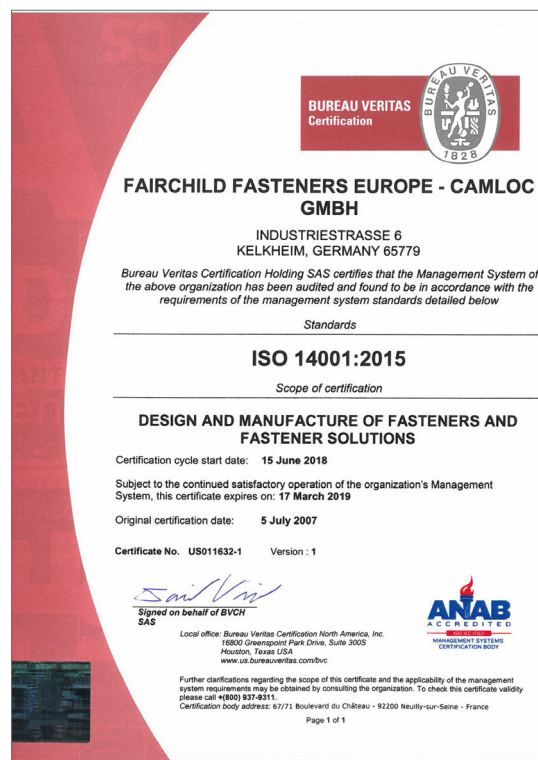 BUREAU VERITAS
Certification
BUREAU VERITAS
1828
FAIRCHILD FASTENERS EUROPE - CAMLOC
GMBH
INDUSTRIESTRASSE 6
KELKHEIM, GERMANY 65779
Bureau Veritas Certification Holding SAS certifies that the Management System of
the above organization has been audited and found to be in accordance with the
requirements of the management system standards detailed below
Standards
ISO 14001:2015
Scope of certification
DESIGN AND MANUFACTURE OF FASTENERS AND
FASTENER SOLUTIONS
Certification cycle start date: 15 June 2018
Subject to the continued satisfactory operation of the organization's Management
System, this certificate expires on: 17 March 2019
Original certification date: 5 July 2007
Certificate No. US011632-1 Version : 1
Signed on behalf of BVCH
SAS
ANAB
ACCREDITED
ISO/IEC 17021
MANAGEMENT SYSTEMS
CERTIFICATION BODY
Local office: Bureau Veritas Certification North America, Inc.
16800 Greenspoint Park Drive, Suite 300S
Houston, Texas USA
www.us.bureauveritas.com/bvc
Further clarifications regarding the scope of this certificate and the applicability of the management
system requirements may be obtained by consulting the organization. To check this certificate validity
please call +(800) 937-9311.
Certification body address: 67/71 Boulevard du Château - 92200 Neuilly-sur-Seine - France
Page 1 of 1